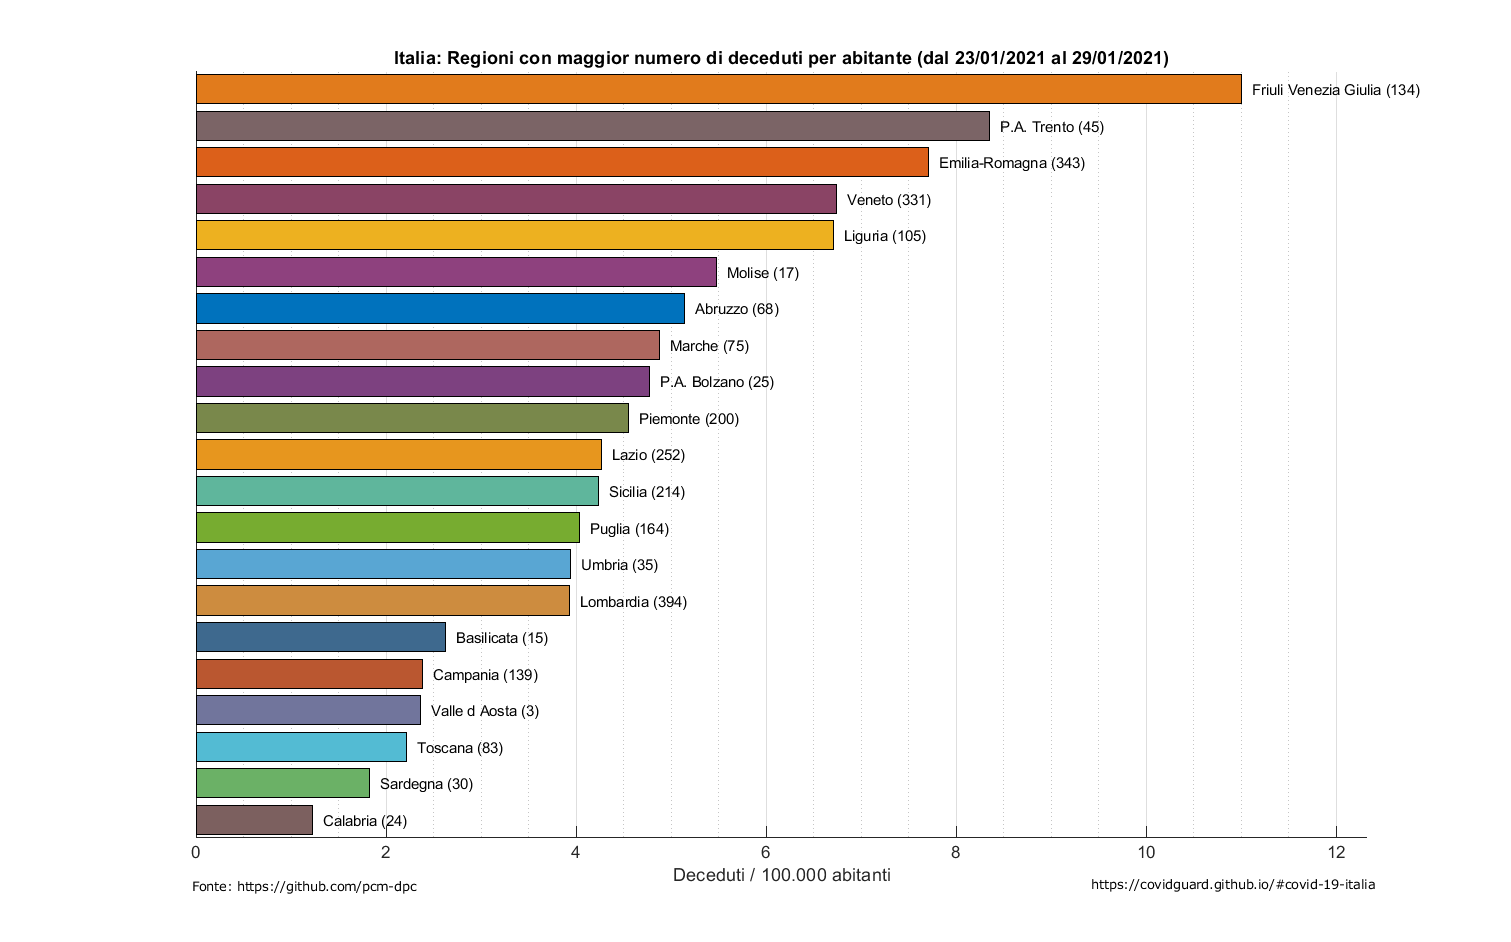 Italia: Regioni con maggior numero di deceduti per abitante (dal 23/01/2021 al 29/01/2021)
Friuli Venezia Giulia (134)
P.A. Trento (45)
Emilia-Romagna (343)
Veneto (331)
Liguria (105)
Molise (17)
Abruzzo (68)
Marche (75)
P.A. Bolzano (25)
Piemonte (200)
Lazio (252)
Sicilia (214)
Puglia (164)
Umbria (35)
Lombardia (394)
Basilicata (15)
Campania (139)
Valle d Aosta (3)
Toscana (83)
Sardegna (30)
Calabria (24)
0 2 4 6 8 10 12
Deceduti / 100.000 abitanti
Fonte: https://github.com/pcm-dpc
https://covidguard.github.io/#covid-19-italia